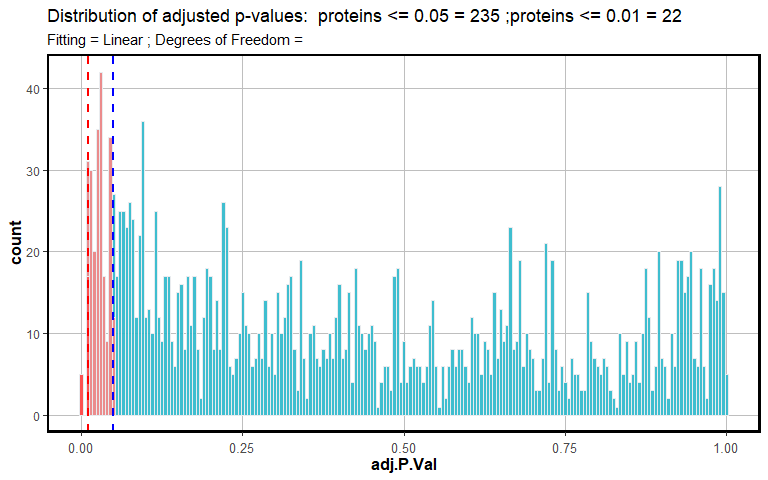 Distribution of adjusted p-values:  proteins <= 0.05 = 235 ;proteins <= 0.01 = 22
Fitting = Linear ; Degrees of Freedom =
40
30
20
10
0
count
0.00 0.25 0.50 0.75 1.00
adj.P.Val